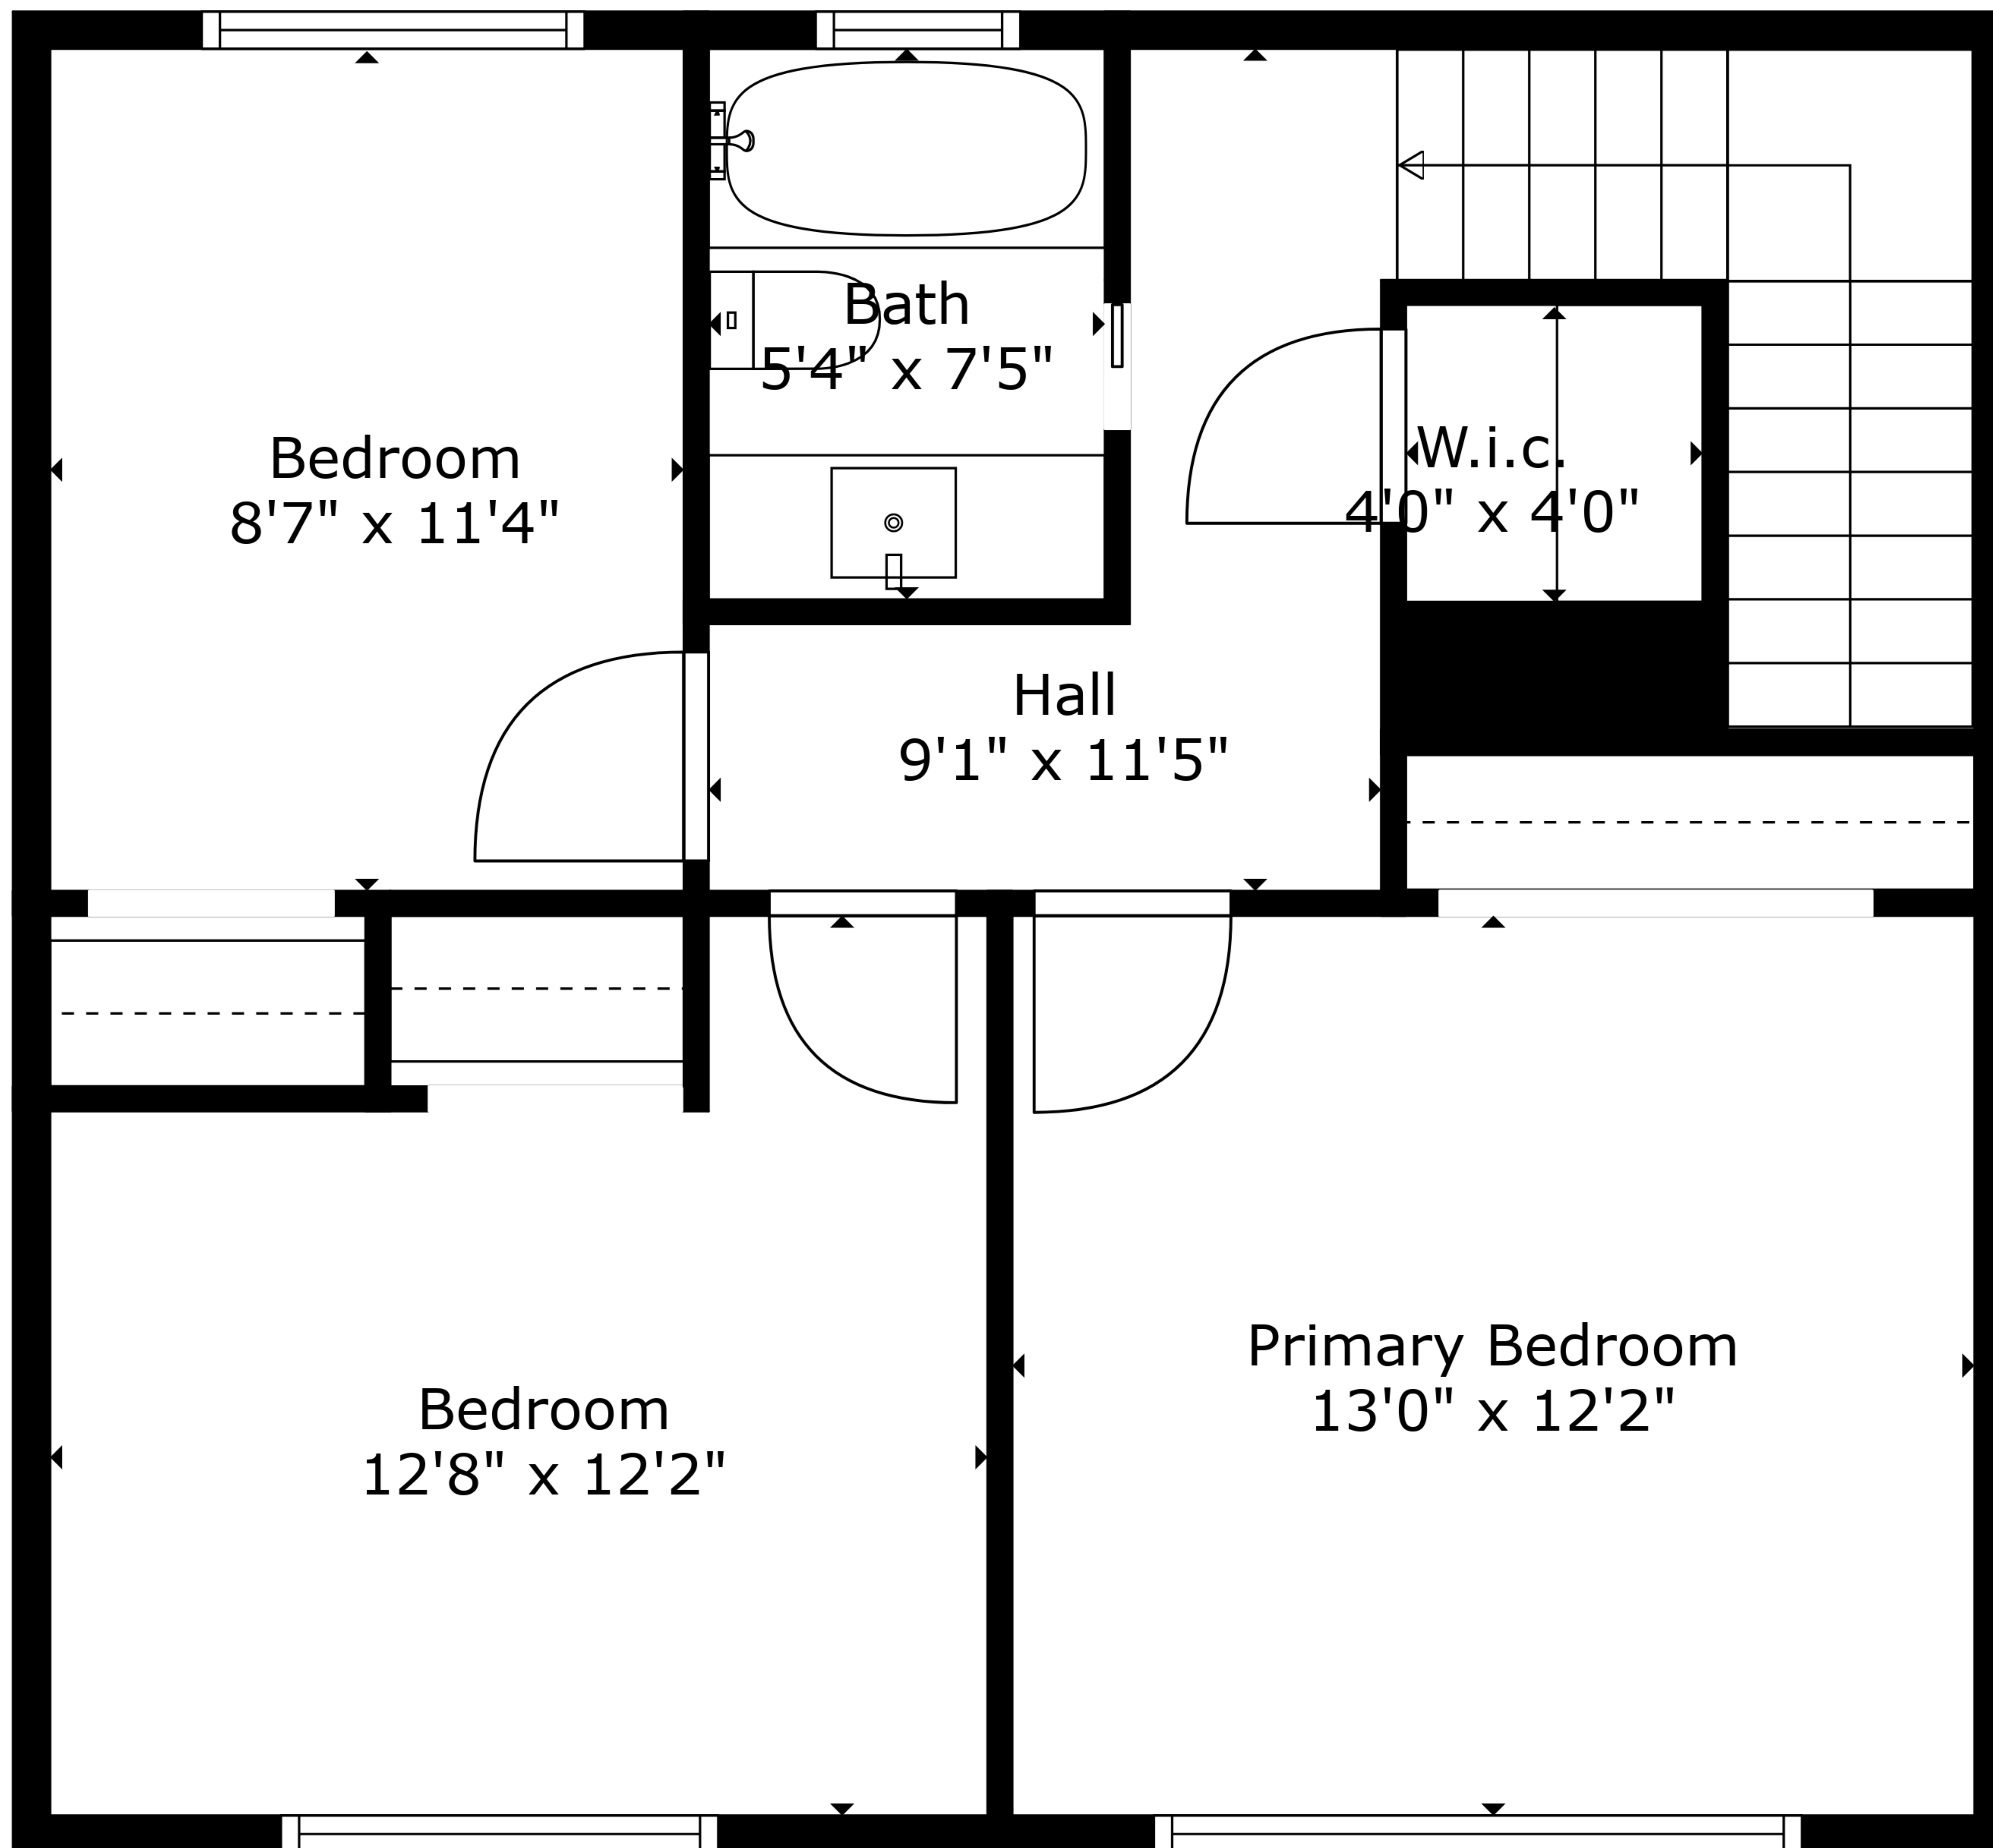 Bath
5'4" x 7'5"
Bedroom
8'7" x 11'4"
W.i.c.
4'0" x 4'0"
Hall
9'1" x 11'5"
Primary Bedroom
13'0" x 12'2"
Bedroom
12'8" x 12'2"